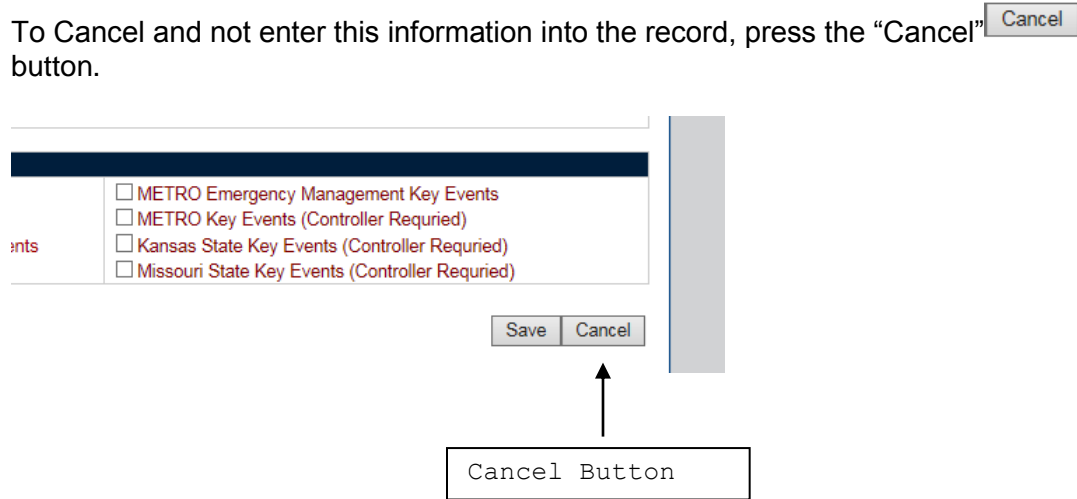 To Cancel and not enter this information into the record, press the “Cancel” Cancel
button.
METRO Emergency Management Key Events
METRO Key Events (Controller Requried)
ents Kansas State Key Events (Controller Requried)
Missouri State Key Events (Controller Requried)
Save Cancel
Cancel Button